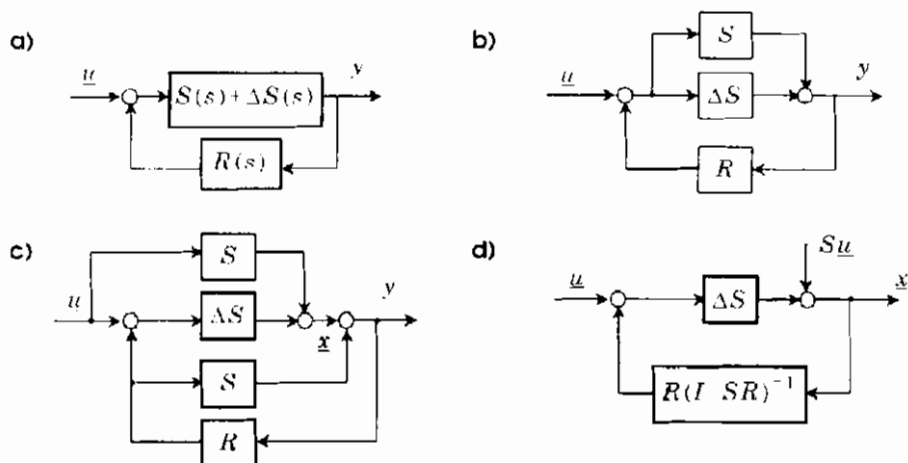 a)
u
S(s) + ΔS(s)
y
R(s)
b)
u
S
ΔS
y
R
c)
u
S
ΔS
x
y
S
R
d)
u
ΔS
Su
x
R(I SR)⁻¹